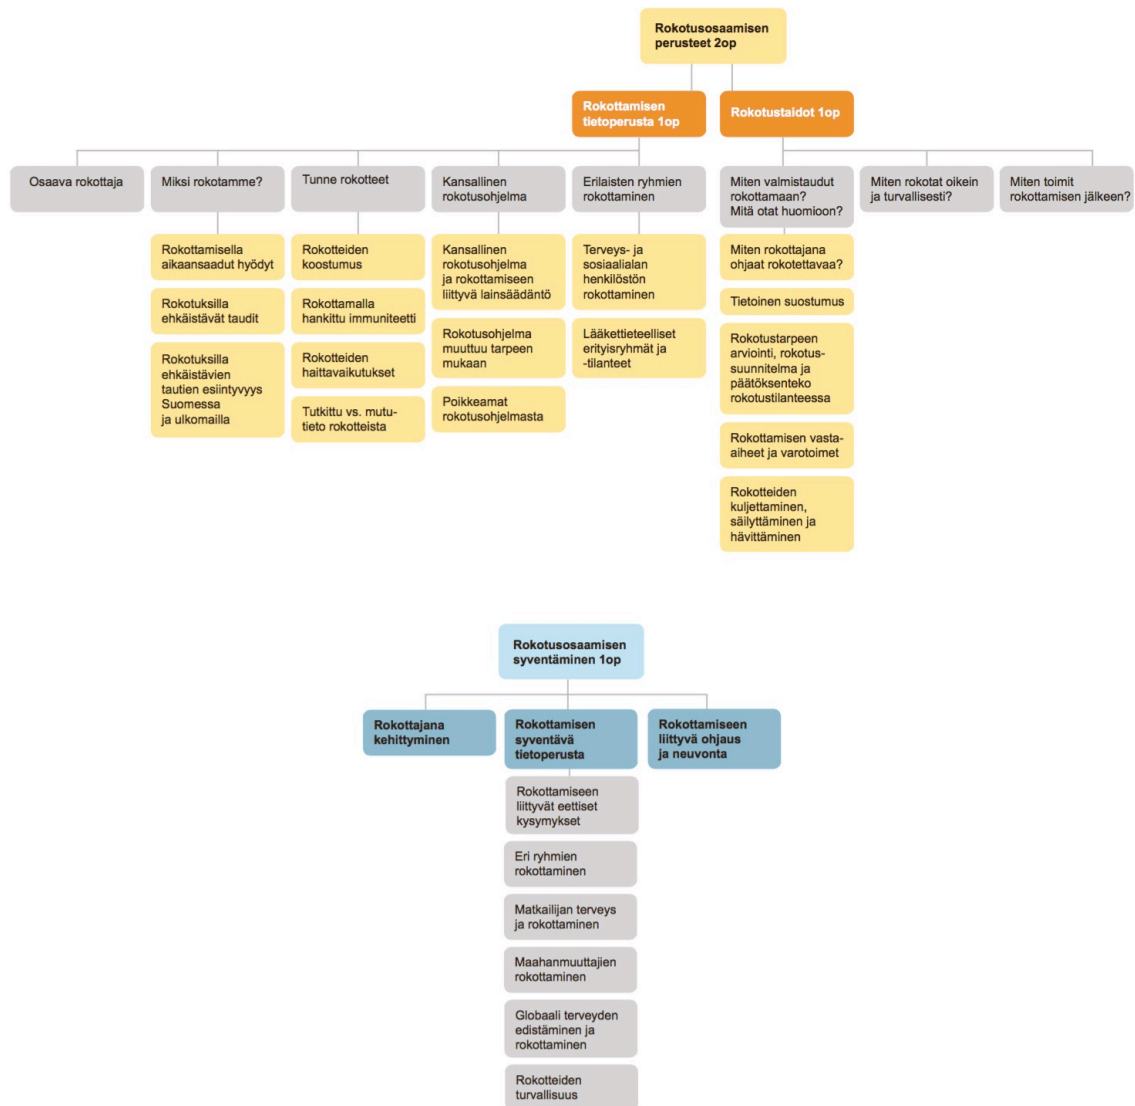 Rokotusosaamisen
perusteet 2op
Rokottamisen
tietoperusta 1op
Rokotustaidot 1op
Osaava rokottaja
Miksi rokotamme?
Tunne rokotteet
Kansallinen
rokotusohjelma
Erilaisten ryhmien
rokottaminen
Miten valmistaudut
rokottamaan?
Mitä otat huomioon?
Miten rokotat oikein
ja turvallisesti?
Miten toimit
rokottamisen jälkeen?
Rokottamisella
aikaansaadut hyödyt
Rokotuksilla
ehkäistävät taudit
Rokotuksilla
ehkäistävien
tautien esiintyvyys
Suomessa
ja ulkomailla
Rokotteiden
koostumus
Rokottamalla
hankittu immuniteetti
Rokotteiden
haittavaikutukset
Tutkittu vs. mutu-
tieto rokotteista
Kansallinen
rokotusohjelma
ja rokottamiseen
liittyvä lainsäädäntö
Rokotusohjelma
muuttuu tarpeen
mukaan
Poikkeamat
rokotusohjelmasta
Terveys- ja
sosiaalialan
henkilöstön
rokottaminen
Lääkettieteelliset
erityisryhmät ja
-tilanteet
Miten rokottajana
ohjaat rokotettavaa?
Tietoinen suostumus
Rokotustarpeen
arviointi, rokotus-
suunnitelma ja
päätöksenteko
rokotustilanteessa
Rokottamisen vasta-
aiheet ja varotoimet
Rokotteiden
kuljettaminen,
säilyttäminen ja
hävittäminen
Rokotusosaamisen
syventäminen 1op
Rokottajana
kehittyminen
Rokottamisen
syventävä
tietoperusta
Rokottamiseen
liittyvä ohjaus
ja neuvonta
Rokottamiseen
liittyvät eettiset
kysymykset
Eri ryhmien
rokottaminen
Matkailijan terveys
ja rokottaminen
Maahanmuuttajien
rokottaminen
Globaali terveyden
edistäminen ja
rokottaminen
Rokotteiden
turvallisuus